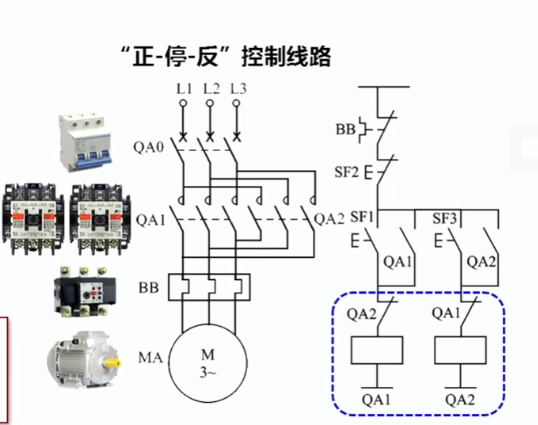 “正-停-反”控制线路
L1 L2 L3
QA0
QA1
QA2
BB
MA
M
3~
BB
SF2
SF1
SF3
QA1
QA2
QA2
QA1
QA1
QA2